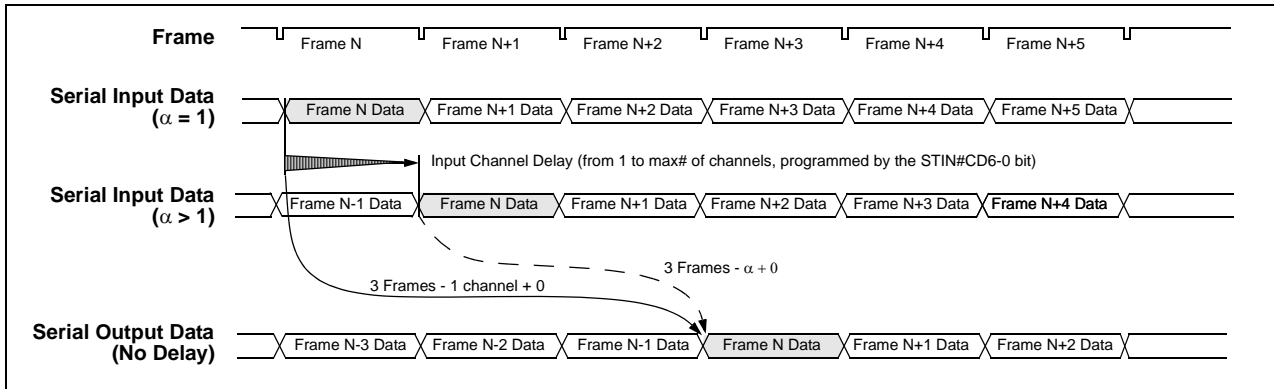 Frame
Frame N Frame N+1 Frame N+2 Frame N+3 Frame N+4 Frame N+5
Serial Input Data
(α = 1)
Frame N Data Frame N+1 Data Frame N+2 Data Frame N+3 Data Frame N+4 Data Frame N+5 Data
Input Channel Delay (from 1 to max# of channels, programmed by the STIN#CD6-0 bit)
Serial Input Data
(α > 1)
Frame N-1 Data Frame N Data Frame N+1 Data Frame N+2 Data Frame N+3 Data Frame N+4 Data
3 Frames - α + 0
3 Frames - 1 channel + 0
Serial Output Data
(No Delay)
Frame N-3 Data Frame N-2 Data Frame N-1 Data Frame N Data Frame N+1 Data Frame N+2 Data